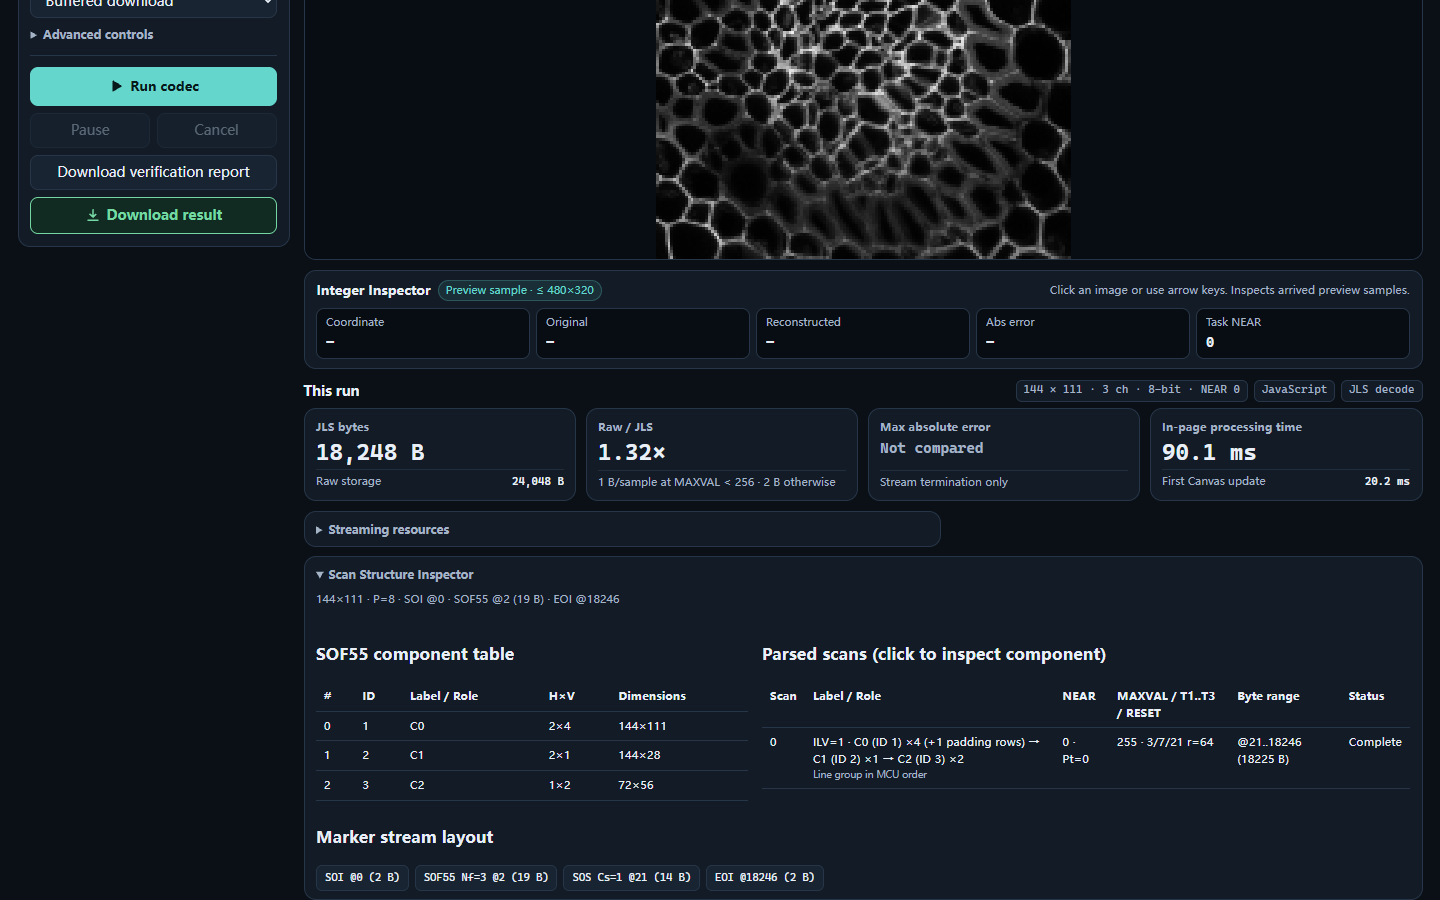 Buffered download
▸ Advanced controls
▶ Run codec
Pause
Cancel
Download verification report
Download result
Integer Inspector
Preview sample · ≤ 480×320
Click an image or use arrow keys. Inspects arrived preview samples.
Coordinate
—
Original
—
Reconstructed
—
Abs error
—
Task NEAR
0
This run
144 × 111 · 3 ch · 8-bit · NEAR 0
JavaScript
JLS decode
JLS bytes
18,248 B
Raw storage
24,048 B
Raw / JLS
1.32×
1 B/sample at MAXVAL < 256 · 2 B otherwise
Max absolute error
Not compared
Stream termination only
In-page processing time
90.1 ms
First Canvas update
20.2 ms
▸ Streaming resources
▾ Scan Structure Inspector
144×111 · P=8 · SOI @0 · SOF55 @2 (19 B) · EOI @18246
SOF55 component table
# ID Label / Role H×V Dimensions
0 1 C0 2×4 144×111
1 2 C1 2×1 144×28
2 3 C2 1×2 72×56
Parsed scans (click to inspect component)
Scan Label / Role NEAR MAXVAL / T1..T3 Byte range Status
/ RESET
0 ILV=1 · C0 (ID 1) ×4 (+1 padding rows) → 0 · 255 · 3/7/21 r=64 @21..18246 Complete
C1 (ID 2) ×1 → C2 (ID 3) ×2 Pt=0 (18225 B)
Line group in MCU order
Marker stream layout
SOI @0 (2 B)
SOF55 Nf=3 @2 (19 B)
SOS Cs=1 @21 (14 B)
EOI @18246 (2 B)